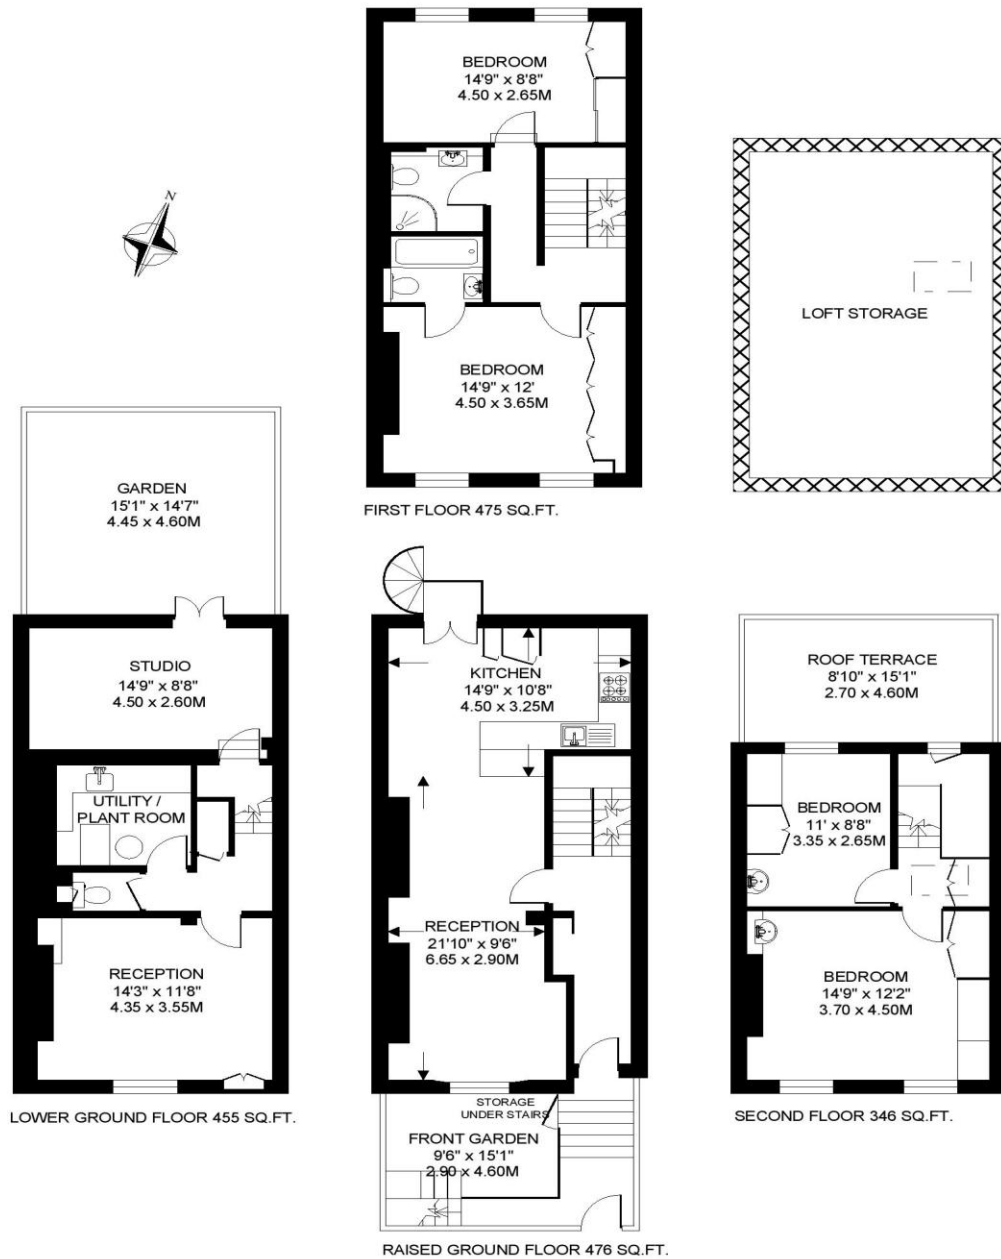 BEDROOM
14'9" x 8'8"
4.50 x 2.65M
N
BEDROOM
14'9" x 12'
4.50 x 3.65M
FIRST FLOOR 475 SQ.FT.
LOFT STORAGE
GARDEN
15'1" x 14'7"
4.45 x 4.60M
STUDIO
14'9" x 8'8"
4.50 x 2.60M
UTILITY /
PLANT ROOM
RECEPTION
14'3" x 11'8"
4.35 x 3.55M
LOWER GROUND FLOOR 455 SQ.FT.
KITCHEN
14'9" x 10'8"
4.50 x 3.25M
RECEPTION
21'10" x 9'6"
6.65 x 2.90M
STORAGE
UNDER STAIRS
FRONT GARDEN
9'6" x 15'1"
2.90 x 4.60M
RAISED GROUND FLOOR 476 SQ.FT.
ROOF TERRACE
8'10" x 15'1"
2.70 x 4.60M
BEDROOM
11' x 8'8"
3.35 x 2.65M
BEDROOM
14'9" x 12'2"
3.70 x 4.50M
SECOND FLOOR 346 SQ.FT.